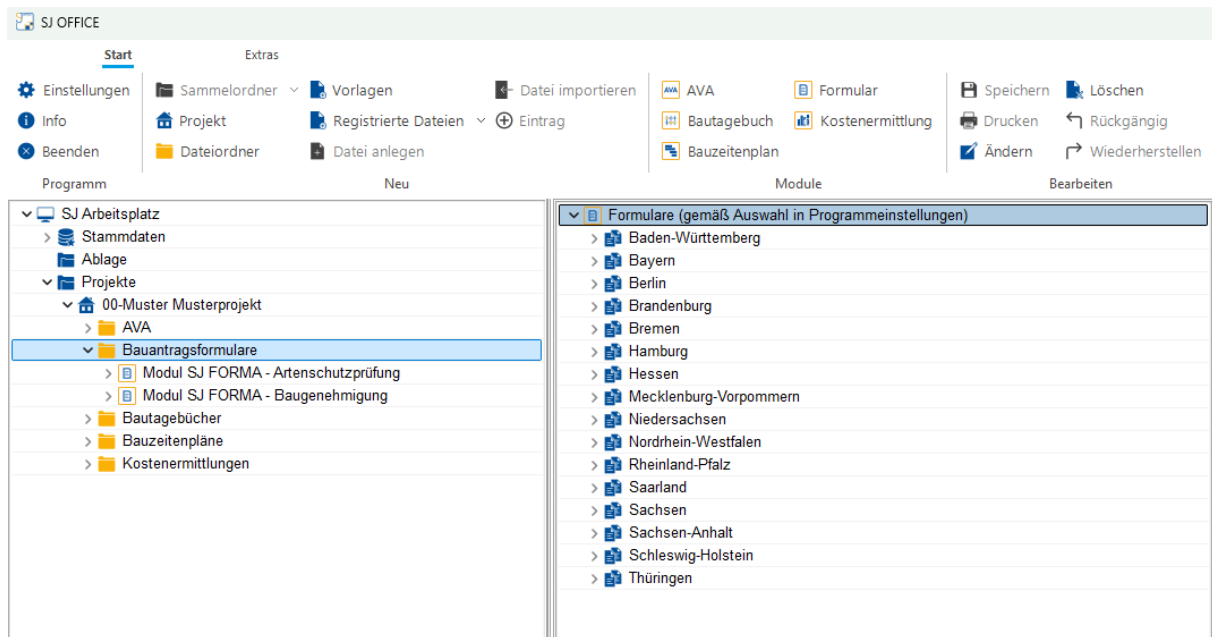 SJ OFFICE
Start Extras
Einstellungen Sammelordner Vorlagen Datei importieren AVA Formular Speichern Löschen
Info Projekt Registrierte Dateien Eintrag Bautagebuch Kostenermittlung Drucken Rückgängig
Beenden Dateiordner Datei anlegen Bauzeitenplan Ändern Wiederherstellen
Programm Neu Module Bearbeiten
SJ Arbeitsplatz
Stammdaten
Ablage
Projekte
00-Muster Musterprojekt
AVA
Bauantragsformulare
Modul SJ FORMA - Artenschutzprüfung
Modul SJ FORMA - Baugenehmigung
Bautagebücher
Bauzeitenpläne
Kostenermittlungen
Formulare (gemäß Auswahl in Programmeinstellungen)
Baden-Württemberg
Bayern
Berlin
Brandenburg
Bremen
Hamburg
Hessen
Mecklenburg-Vorpommern
Niedersachsen
Nordrhein-Westfalen
Rheinland-Pfalz
Saarland
Sachsen
Sachsen-Anhalt
Schleswig-Holstein
Thüringen